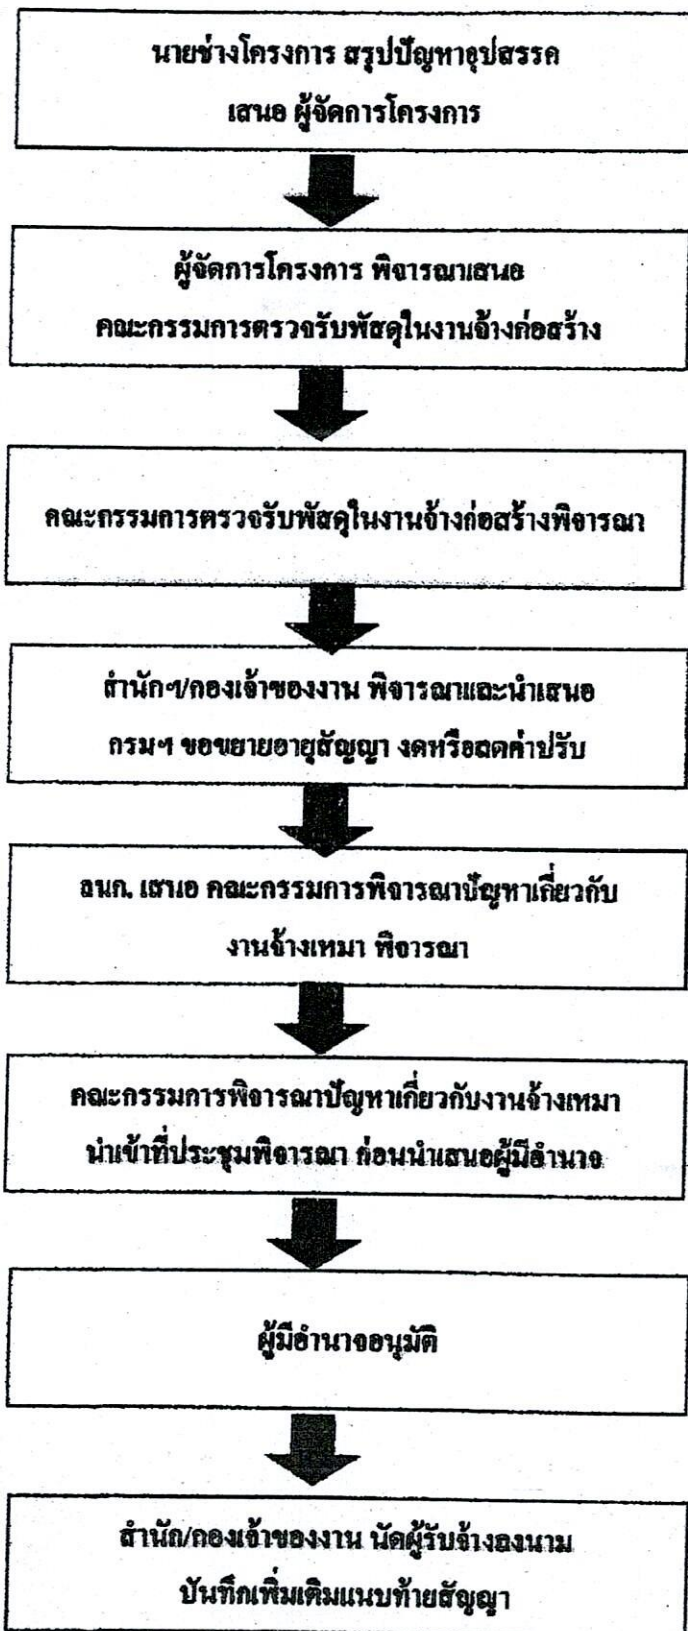 นายช่างโครงการ สรุปปัญหาอุปสรรค
เสนอ ผู้จัดการโครงการ
ผู้จัดการโครงการ พิจารณาเสนอ
คณะกรรมการตรวจรับพัสดุในงานจ้างก่อสร้าง
คณะกรรมการตรวจรับพัสดุในงานจ้างก่อสร้างพิจารณา
สำนักฯ/กองเจ้าของงาน พิจารณาและนำเสนอ
กรมฯ ขอขยายอายุสัญญา งดหรือลดค่าปรับ
ลนก. เสนอ คณะกรรมการพิจารณาปัญหาเกี่ยวกับ
งานจ้างเหมา พิจารณา
คณะกรรมการพิจารณาปัญหาเกี่ยวกับงานจ้างเหมา
นำเข้าที่ประชุมพิจารณา ก่อนนำเสนอผู้มีอำนาจ
ผู้มีอำนาจอนุมัติ
สำนัก/กองเจ้าของงาน นัดผู้รับจ้างลงนาม
บันทึกเพิ่มเติมแนบท้ายสัญญา